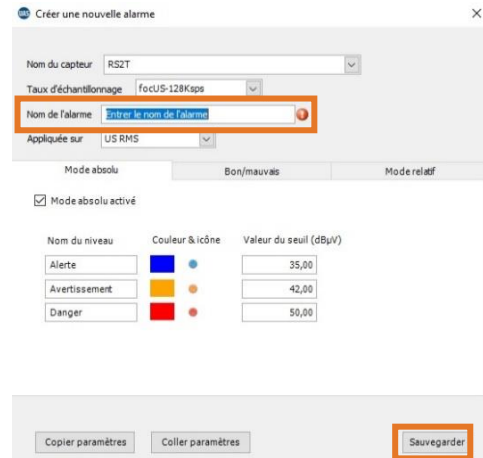 UAS Créer une nouvelle alarme
Nom du capteur RS2T
Taux d'échantillonnage focUS-128Ksps
Nom de l'alarme Entrer le nom de l'alarme
Appliquée sur US RMS
Mode absolu Bon/mauvais Mode relatif
Mode absolu activé
Nom du niveau Couleur & icône Valeur du seuil (dBµV)
Alerte 35,00
Avertissement 42,00
Danger 50,00
Copier paramètres Coller paramètres Sauvegarder